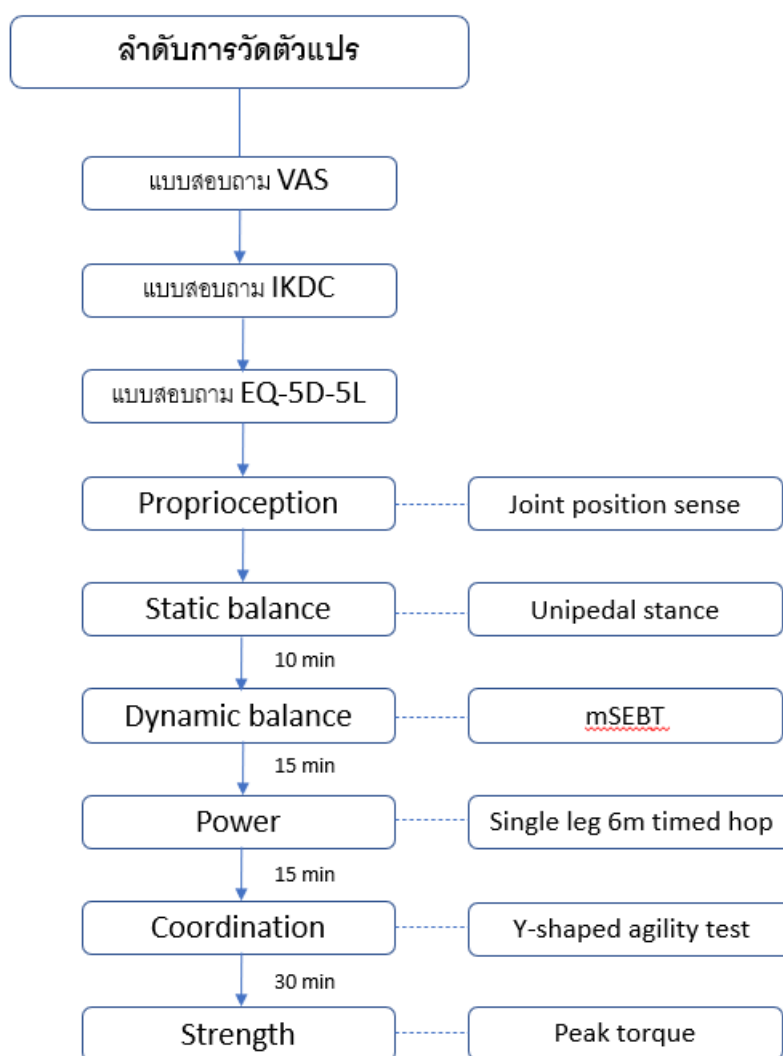 ลำดับการวัดตัวแปร
แบบสอบถาม VAS
แบบสอบถาม IKDC
แบบสอบถาม EQ-5D-5L
Proprioception
Joint position sense
Static balance
Unipedal stance
10 min
Dynamic balance
mSEBT
15 min
Power
Single leg 6m timed hop
15 min
Coordination
Y-shaped agility test
30 min
Strength
Peak torque